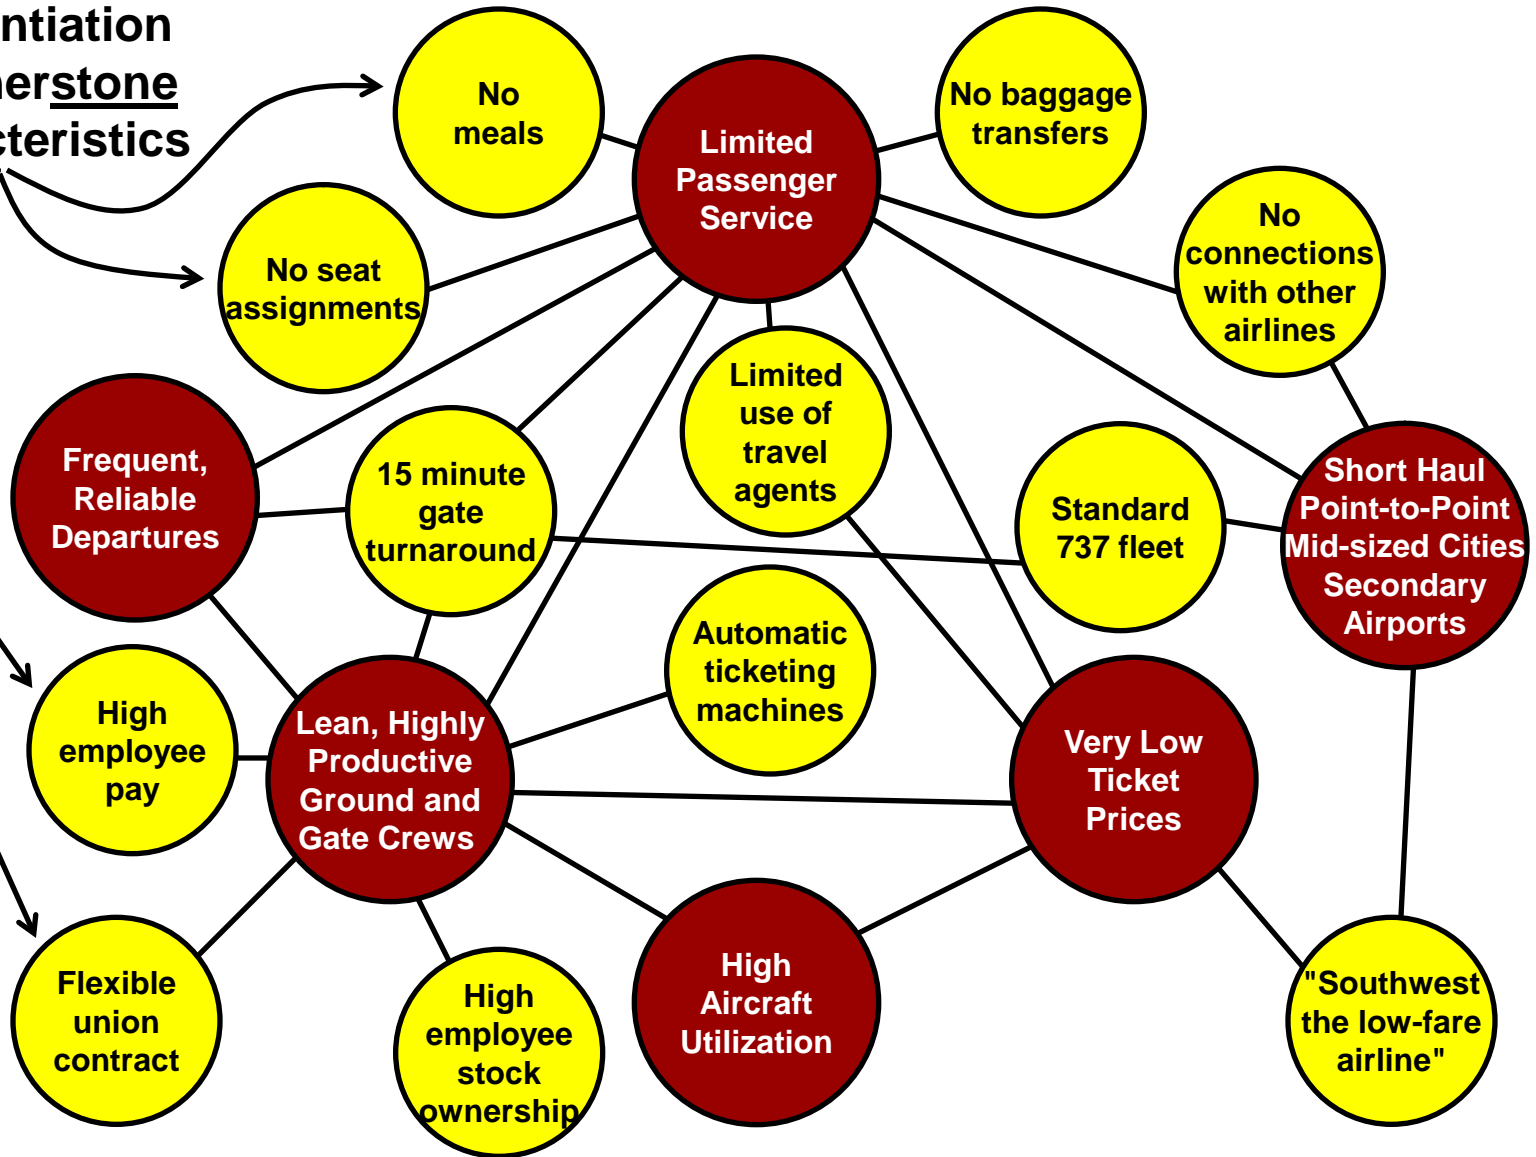 ntiation
nerstone
cteristics
No
meals
No baggage
transfers
Limited
Passenger
Service
No
connections
with other
airlines
No seat
assignments
Limited
use of
travel
agents
Frequent,
Reliable
Departures
15 minute
gate
turnaround
Standard
737 fleet
Short Haul
Point-to-Point
Mid-sized Cities
Secondary
Airports
Automatic
ticketing
machines
High
employee
pay
Lean, Highly
Productive
Ground and
Gate Crews
Very Low
Ticket
Prices
Flexible
union
contract
High
employee
stock
ownership
High
Aircraft
Utilization
"Southwest
the low-fare
airline"